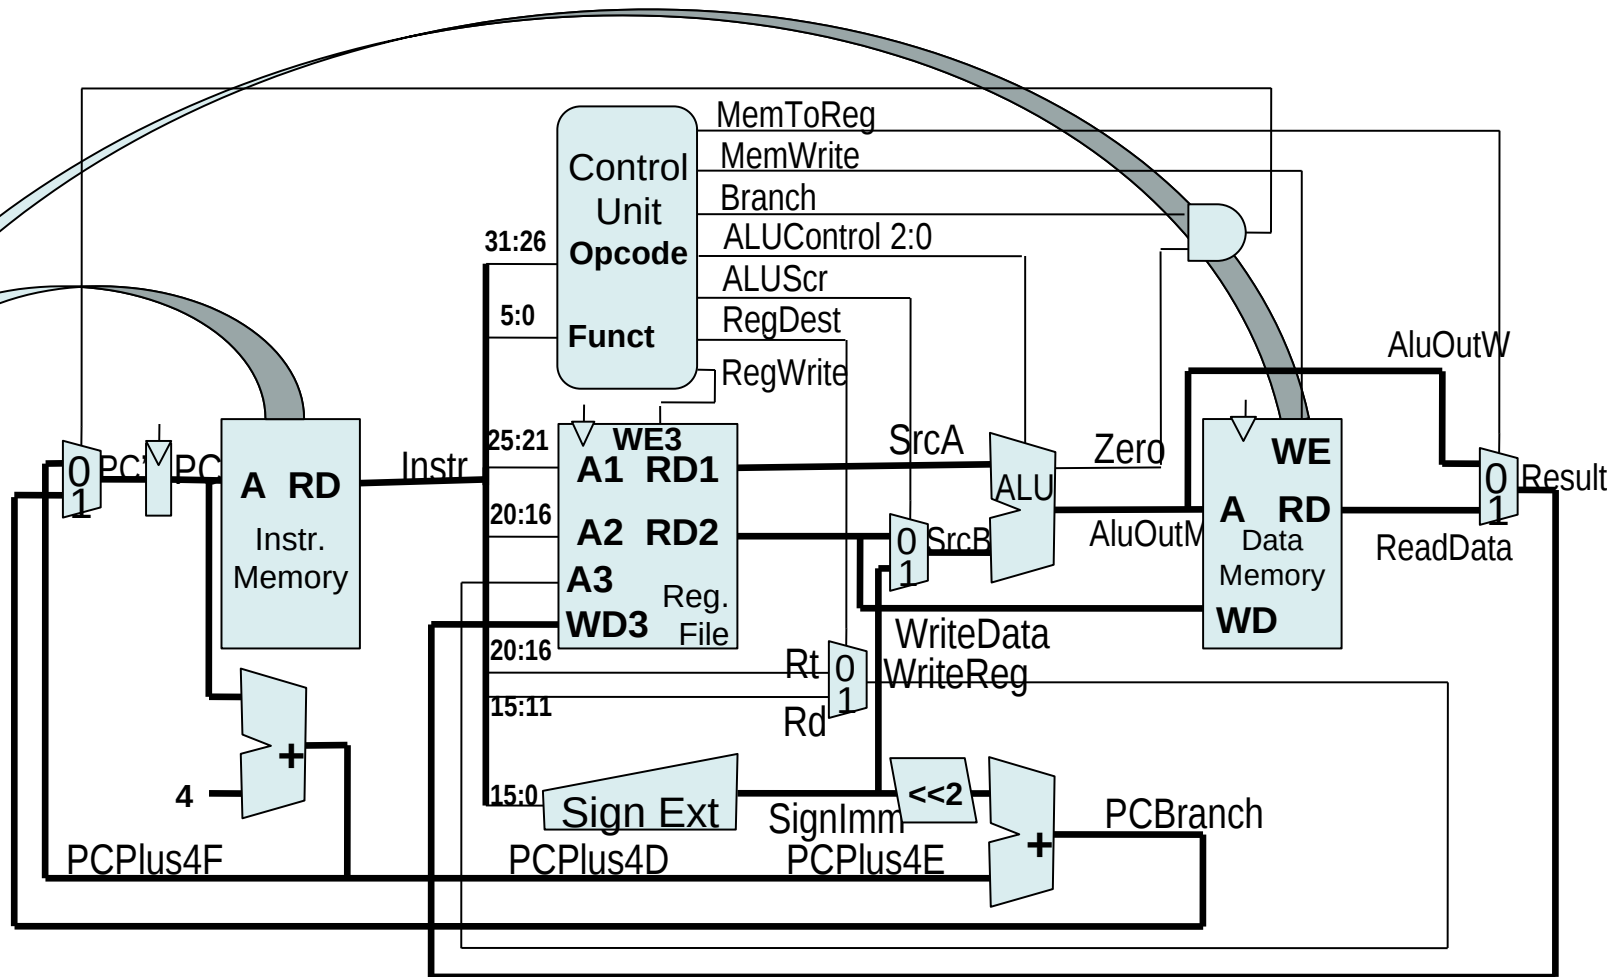 MemToReg
MemWrite
Branch
ALUControl 2:0
ALUScr
RegDest
RegWrite
Control
Unit
Opcode
Funct
31:26
5:0
AluOutW
25:21
WE3
A1 RD1
SrcA
Zero
WE
0
1
PC'
PC
A RD
Instr.
Memory
Instr
20:16
A2 RD2
0
1
SrcB
ALU
AluOutM
A RD
Data
Memory
WD
0
1
Result
ReadData
A3
WD3
Reg.
File
WriteData
20:16
Rt
0
1
WriteReg
15:11
Rd
+
4
15:0
Sign Ext
SignImm
<<2
+
PCBranch
PCPlus4F
PCPlus4D
PCPlus4E